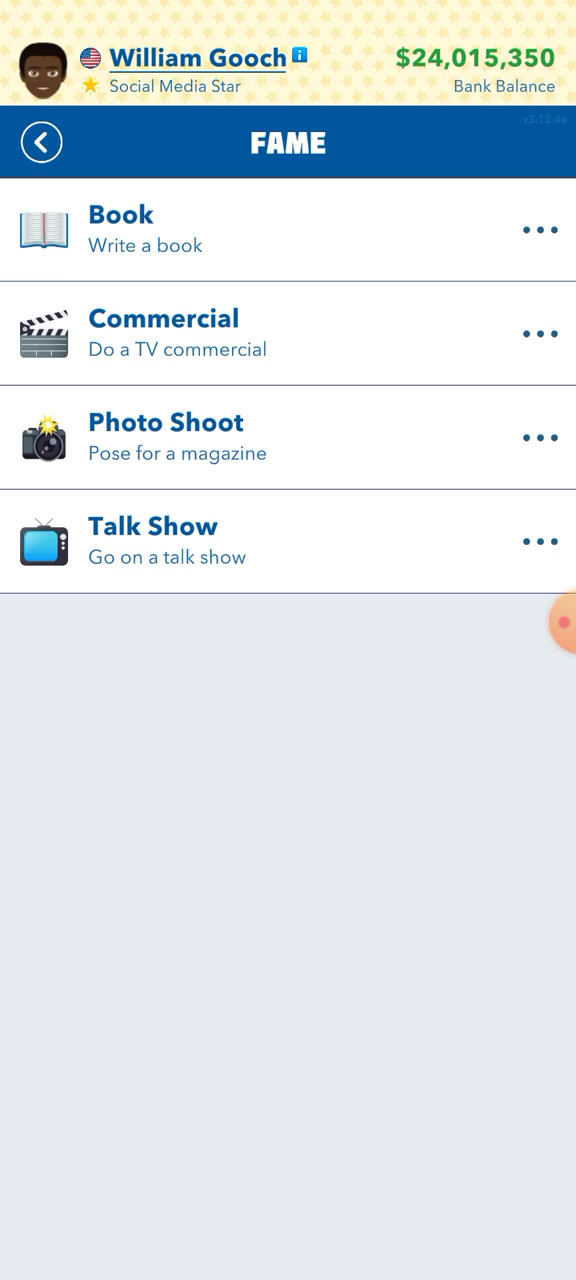 William Gooch
$24,015,350
Social Media Star
Bank Balance
v3.12.4a
FAME
Book
Write a book
Commercial
Do a TV commercial
Photo Shoot
Pose for a magazine
Talk Show
Go on a talk show